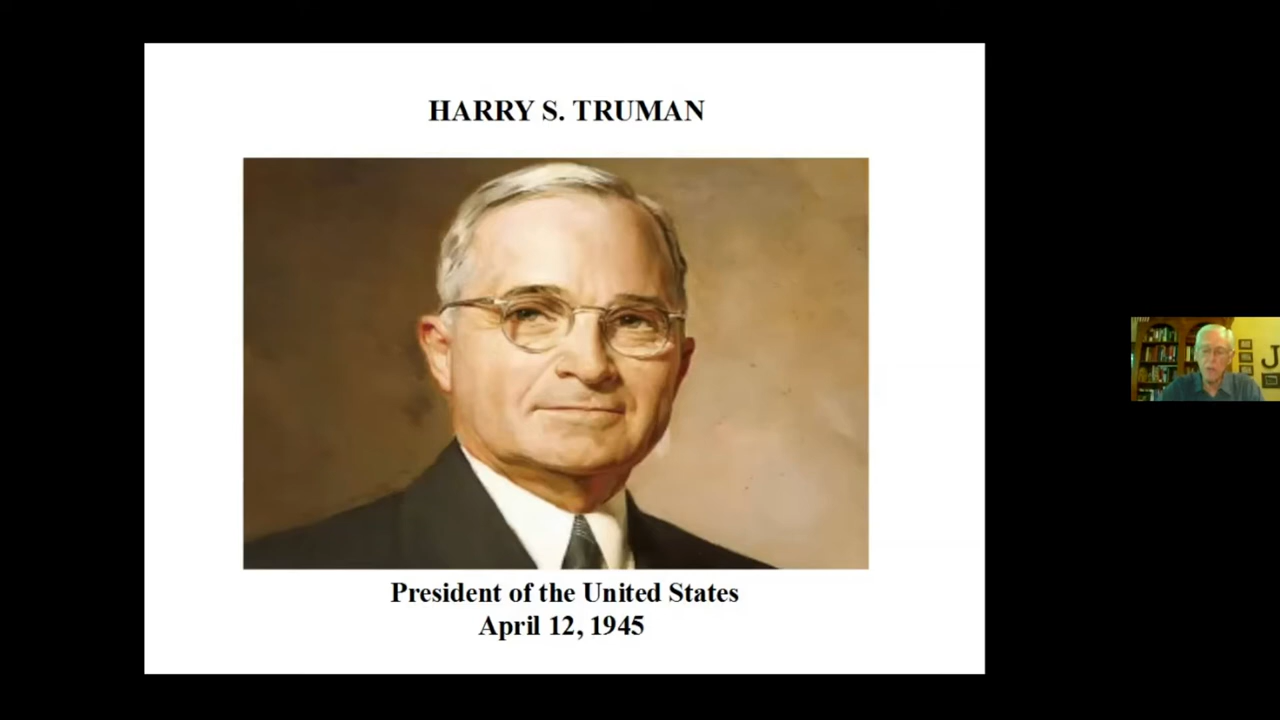 HARRY S. TRUMAN
President of the United States
April 12, 1945
J